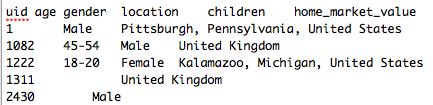 uid age gender location children home_market_value
1 Male Pittsburgh, Pennsylvania, United States
1082 45-54 Male United Kingdom
1222 18-20 Female Kalamazoo, Michigan, United States
1311 United Kingdom
2430 Male